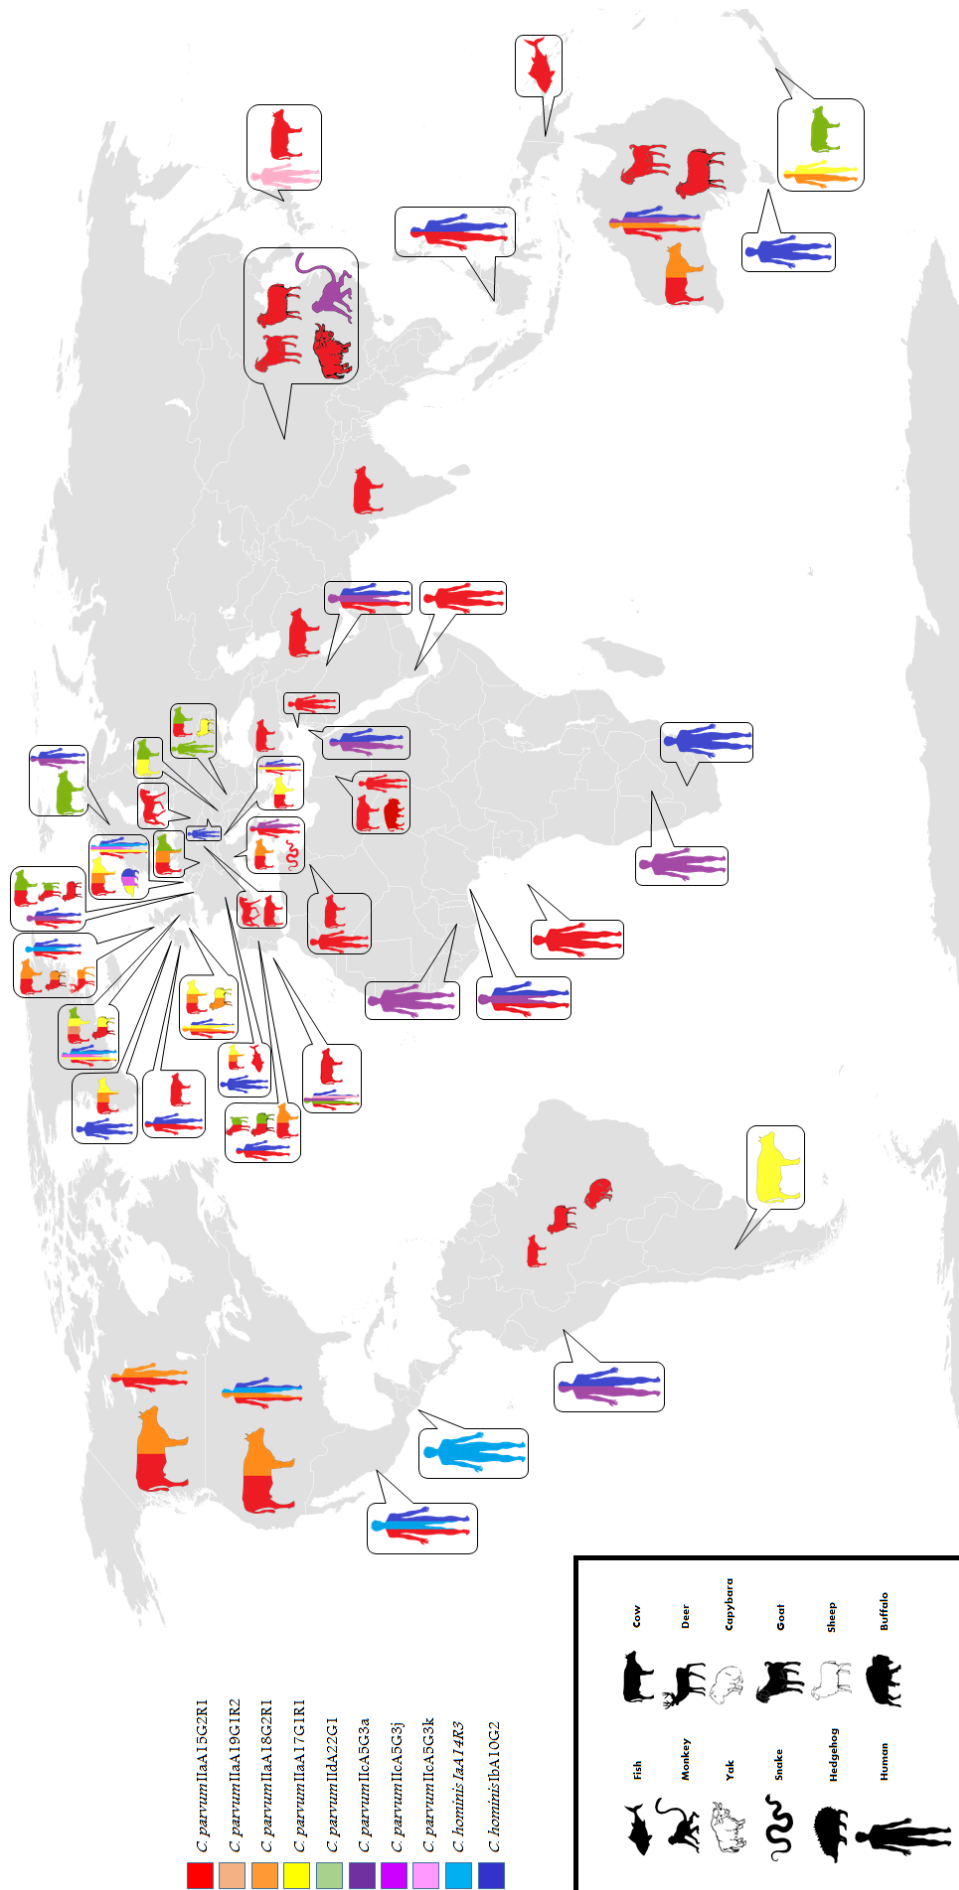 C. parvum IIaA15G2R1
C. parvum IIaA19G1R2
C. parvum IIaA18G2R1
C. parvum IIaA17G1R1
C. parvum IIdA22G1
C. parvum IIcA5G3a
C. parvum IIcA5G3j
C. parvum IIcA5G3k
C. hominis IaA14R3
C. hominis IbA10G2
Fish
Cow
Monkey
Deer
Yak
Capybara
Snake
Goat
Hedgehog
Sheep
Human
Buffalo